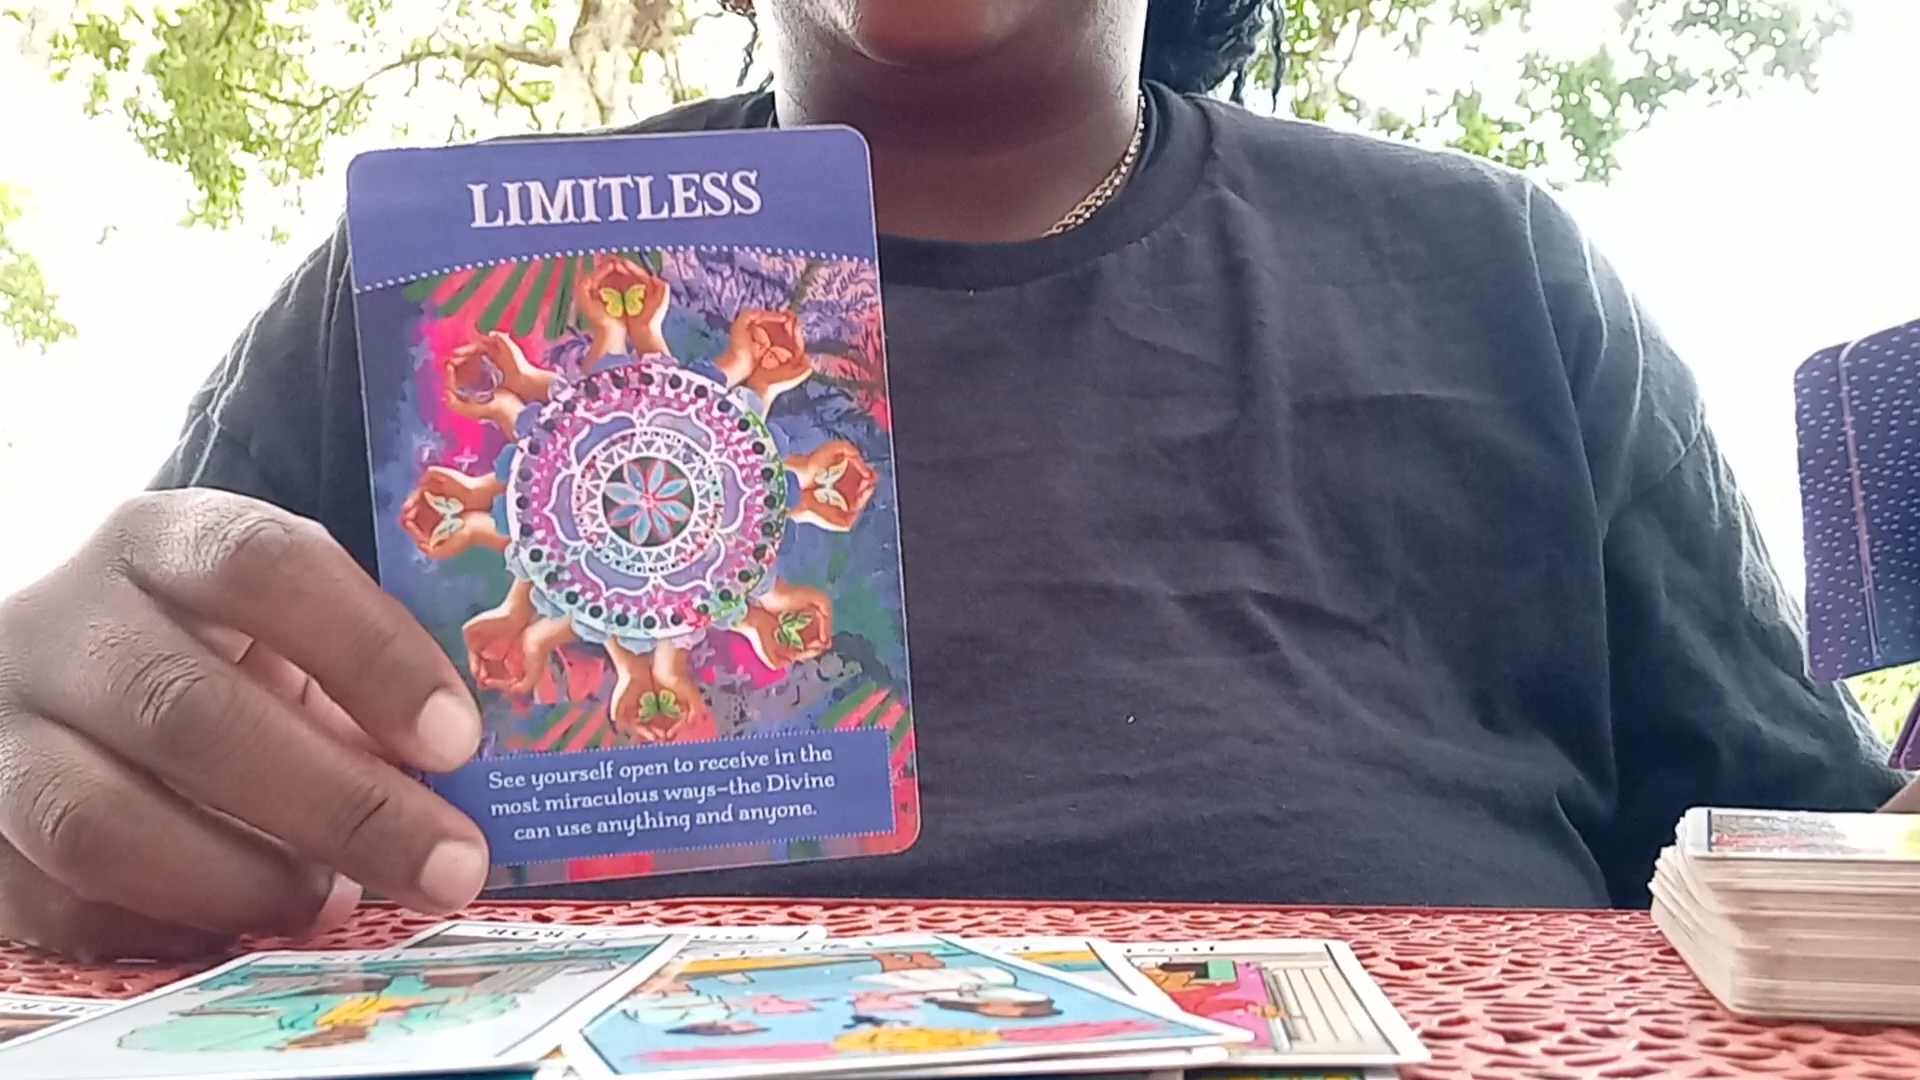 LIMITLESS
See yourself open to receive in the
most miraculous ways–the Divine
can use anything and anyone.